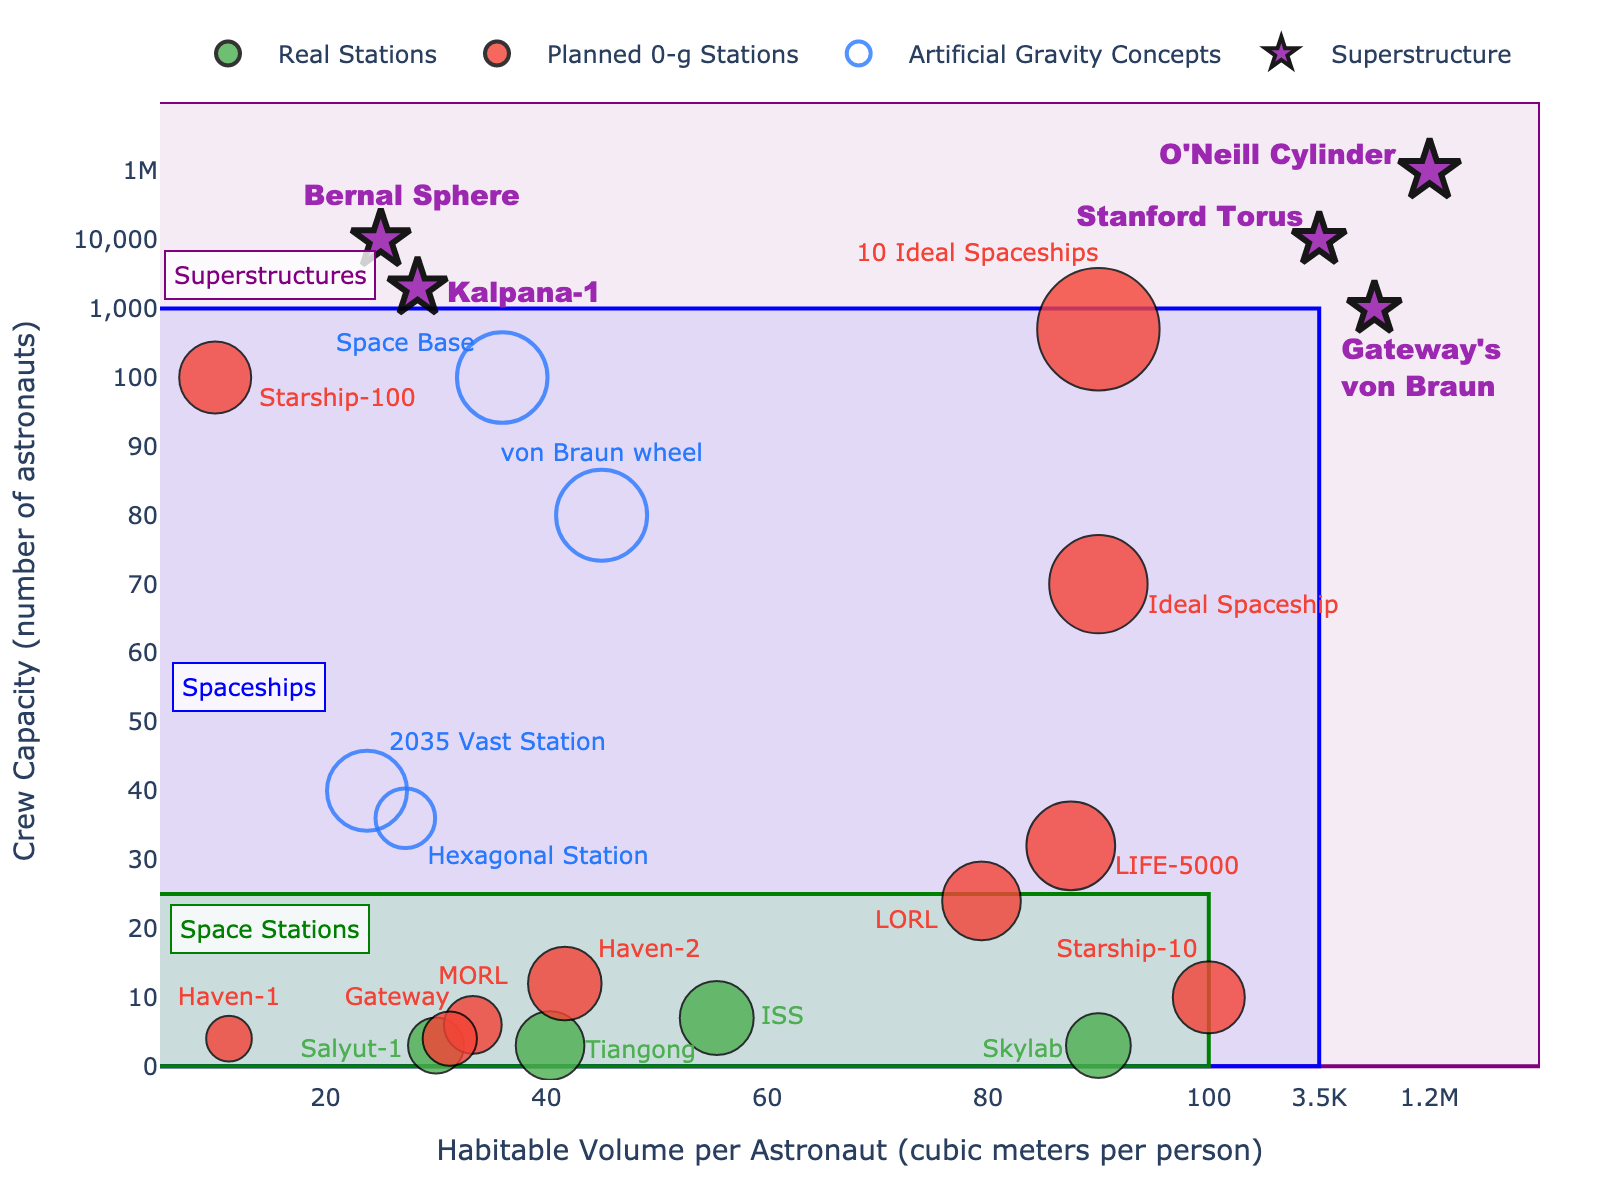 Real Stations
Planned 0-g Stations
Artificial Gravity Concepts
Superstructure
O'Neill Cylinder
1M
Bernal Sphere
Stanford Torus
10,000
10 Ideal Spaceships
Superstructures
Kalpana-1
1,000
Space Base
Gateway's
von Braun
100
Starship-100
90
von Braun wheel
80
70
Ideal Spaceship
60
Spaceships
50
2035 Vast Station
40
Hexagonal Station
30
LIFE-5000
20
Space Stations
LORL
Haven-2
Starship-10
MORL
10
Haven-1
Gateway
ISS
Salyut-1
Tiangong
Skylab
0
20
40
60
80
100
3.5K
1.2M
Crew Capacity (number of astronauts)
Habitable Volume per Astronaut (cubic meters per person)